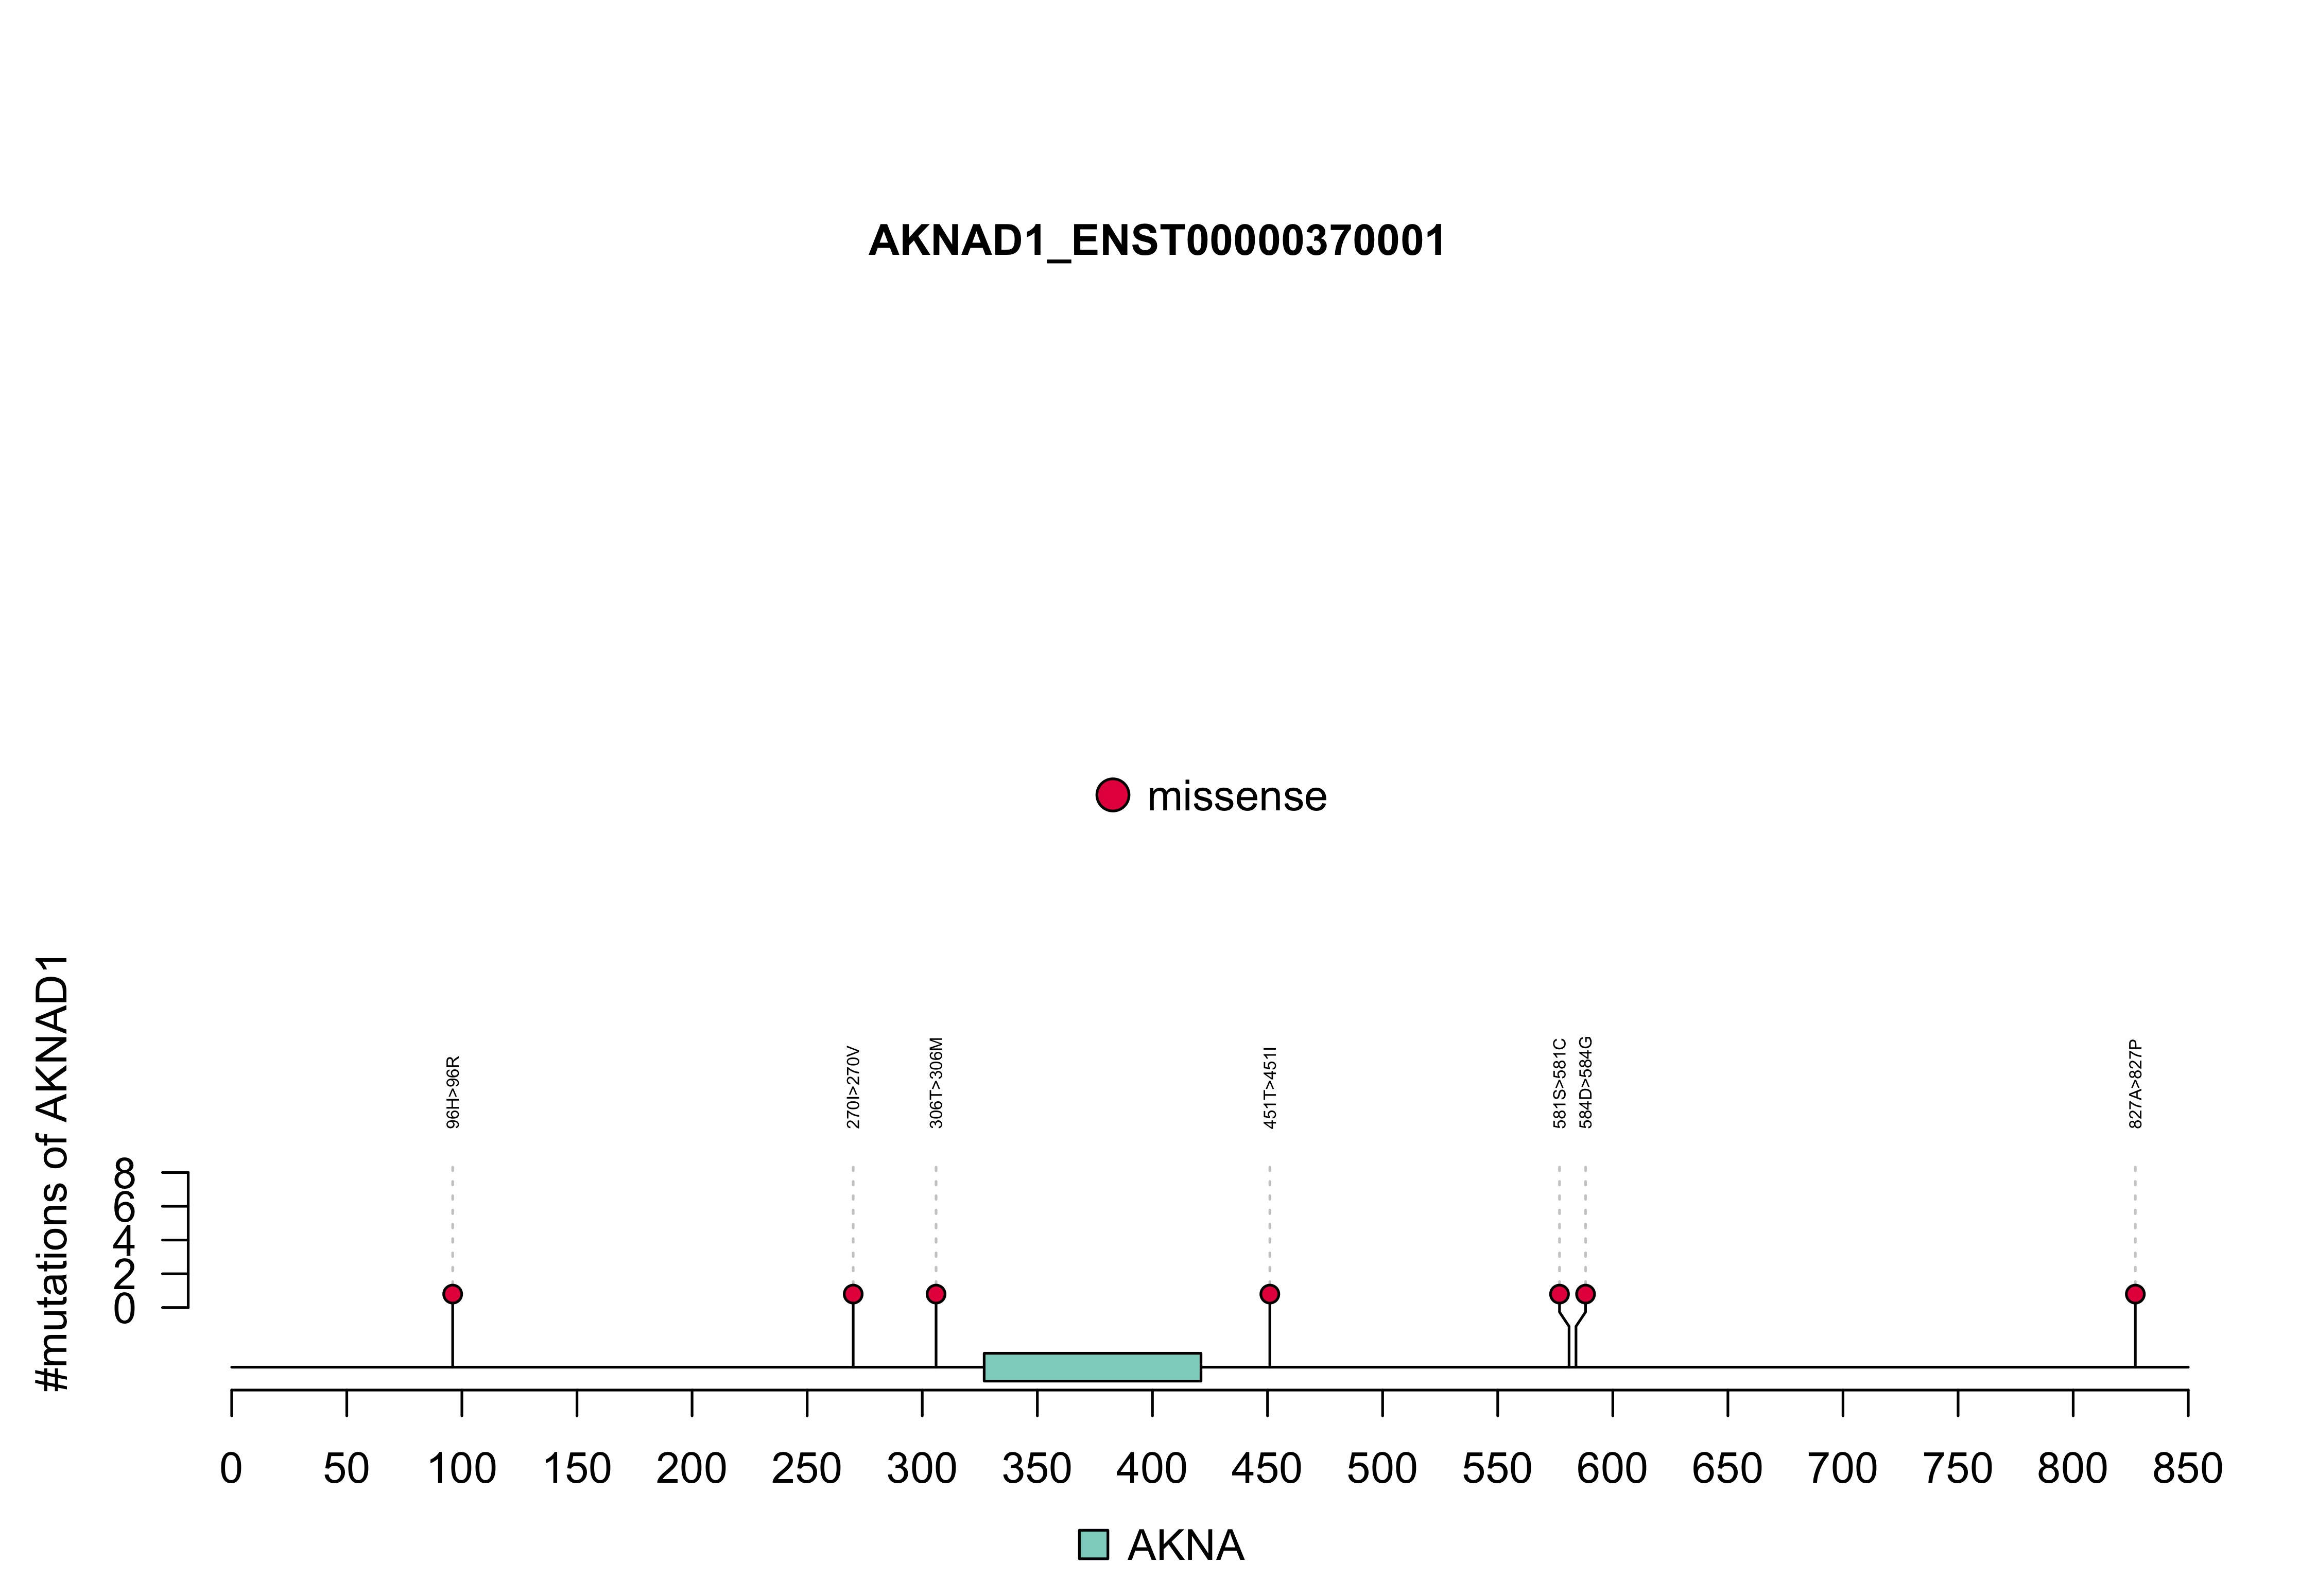 AKNAD1_ENST00000370001
missense
#mutations of AKNAD1
96H>96R
270I>270V
306T>306M
451T>451I
581S>581C
584D>584G
827A>827P
8
6
4
2
0
0 50 100 150 200 250 300 350 400 450 500 550 600 650 700 750 800 850
AKNA